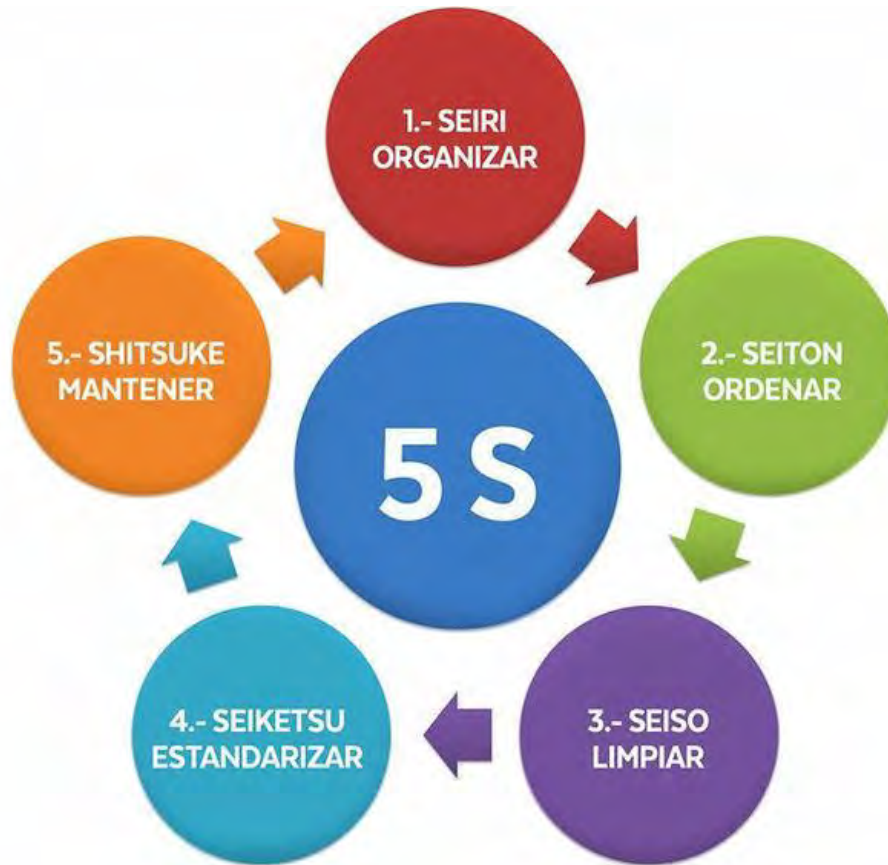 1.- SEIRI
ORGANIZAR
2.- SEITON
ORDENAR
3.- SEISO
LIMPIAR
4.- SEIKETSU
ESTANDARIZAR
5.- SHITSUKE
MANTENER
5 S